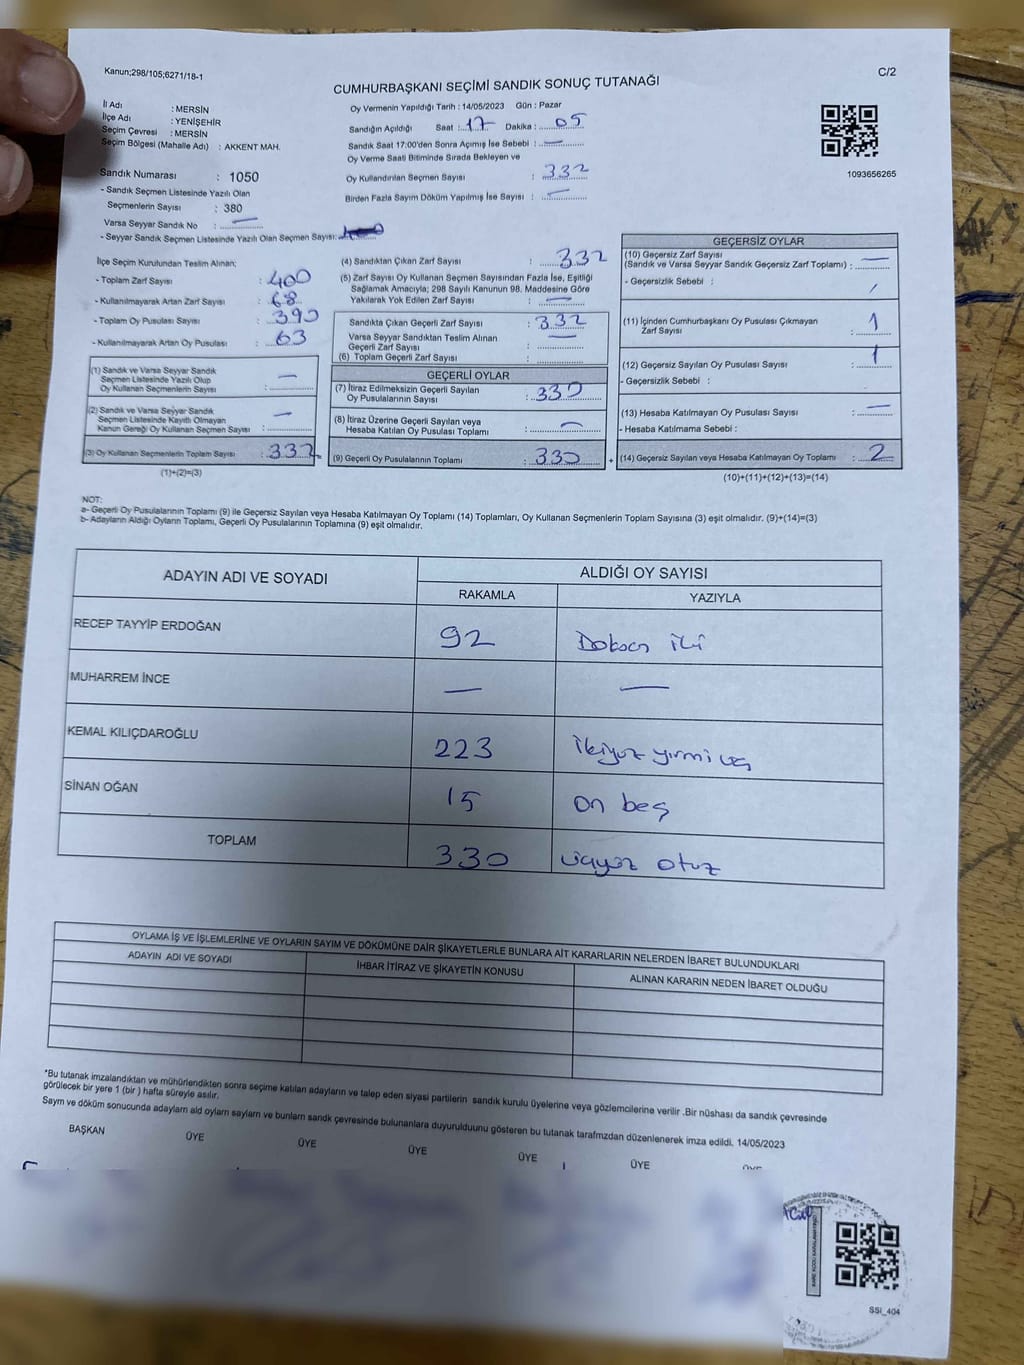 Kanun;298/105;6271/18-1
C/2
CUMHURBAŞKANI SEÇİMİ SANDIK SONUÇ TUTANAĞI
İl Adı : MERSİN
İlçe Adı : YENİŞEHİR
Seçim Çevresi : MERSİN
Seçim Bölgesi (Mahalle Adı) : AKKENT MAH.
Sandık Numarası : 1050
- Sandık Seçmen Listesinde Yazılı Olan
Seçmenlerin Sayısı : 380
Varsa Seyyar Sandık No : —
- Seyyar Sandık Seçmen Listesinde Yazılı Olan Seçmen Sayısı:
Oy Vermenin Yapıldığı Tarih : 14/05/2023 Gün : Pazar
Sandığın Açıldığı Saat : 17 Dakika : 05
Sandık Saat 17:00'den Sonra Açımış İse Sebebi : —
Oy Verme Saati Bitiminde Sırada Bekleyen ve
Oy Kullandırılan Seçmen Sayısı : 332
Birden Fazla Sayım Döküm Yapılmış İse Sayısı : —
1093656265
İlçe Seçim Kurulundan Teslim Alınan;
- Toplam Zarf Sayısı : 400
- Kullanılmayarak Artan Zarf Sayısı : 68
- Toplam Oy Pusulası Sayısı : 390
- Kullanılmayarak Artan Oy Pusulası : 63
(1) Sandık ve Varsa Seyyar Sandık
Seçmen Listesinde Yazılı Olup
Oy Kullanan Seçmenlerin Sayısı : —
(2) Sandık ve Varsa Seyyar Sandık
Seçmen Listesinde Kayıtlı Olmayan
Kanun Gereği Oy Kullanan Seçmen Sayısı : —
(3) Oy Kullanan Seçmenlerin Toplam Sayısı : 332
(1)+(2)=(3)
(4) Sandıktan Çıkan Zarf Sayısı : 332
(5) Zarf Sayısı Oy Kullanan Seçmen Sayısından Fazla İse, Eşitliği
Sağlamak Amacıyla; 298 Sayılı Kanunun 98. Maddesine Göre
Yakılarak Yok Edilen Zarf Sayısı : —
Sandıkta Çıkan Geçerli Zarf Sayısı : 332
Varsa Seyyar Sandıktan Teslim Alınan
Geçerli Zarf Sayısı : —
(6) Toplam Geçerli Zarf Sayısı :
GEÇERLİ OYLAR
(7) İtiraz Edilmeksizin Geçerli Sayılan
Oy Pusulalarının Sayısı : 330
(8) İtiraz Üzerine Geçerli Sayılan veya
Hesaba Katılan Oy Pusulası Toplamı : —
(9) Geçerli Oy Pusulalarının Toplamı : 330
GEÇERSİZ OYLAR
(10) Geçersiz Zarf Sayısı
(Sandık ve Varsa Seyyar Sandık Geçersiz Zarf Toplamı) : —
- Geçersizlik Sebebi : /
(11) İçinden Cumhurbaşkanı Oy Pusulası Çıkmayan
Zarf Sayısı : 1
(12) Geçersiz Sayılan Oy Pusulası Sayısı : 1
- Geçersizlik Sebebi :
(13) Hesaba Katılmayan Oy Pusulası Sayısı : —
- Hesaba Katılmama Sebebi :
+ (14) Geçersiz Sayılan veya Hesaba Katılmayan Oy Toplamı : 2
(10)+(11)+(12)+(13)=(14)
NOT:
a- Geçerli Oy Pusulalarının Toplamı (9) ile Geçersiz Sayılan veya Hesaba Katılmayan Oy Toplamı (14) Toplamları, Oy Kullanan Seçmenlerin Toplam Sayısına (3) eşit olmalıdır. (9)+(14)=(3)
b- Adayların Aldığı Oyların Toplamı, Geçerli Oy Pusulalarının Toplamına (9) eşit olmalıdır.
ADAYIN ADI VE SOYADI ALDIĞI OY SAYISI
RAKAMLA YAZIYLA
RECEP TAYYİP ERDOĞAN 92 Doksan iki
MUHARREM İNCE — —
KEMAL KILIÇDAROĞLU 223 ikiyüz yirmi üç
SİNAN OĞAN 15 on beş
TOPLAM 330 üçyüz otuz
OYLAMA İŞ VE İŞLEMLERİNE VE OYLARIN SAYIM VE DÖKÜMÜNE DAİR ŞİKAYETLERLE BUNLARA AİT KARARLARIN NELERDEN İBARET BULUNDUKLARI
ADAYIN ADI VE SOYADI İHBAR İTİRAZ VE ŞİKAYETİN KONUSU ALINAN KARARIN NEDEN İBARET OLDUĞU
*Bu tutanak imzalandıktan ve mühürlendikten sonra seçime katılan adayların ve talep eden siyasi partilerin sandık kurulu üyelerine veya gözlemcilerine verilir .Bir nüshası da sandık çevresinde
görülecek bir yere 1 (bir ) hafta süreyle asılır.
Sayım ve döküm sonucunda adayların ald oyların sayları ve bunların sandk çevresinde bulunanlara duyurulduunu gösteren bu tutanak tarafmzdan düzenlenerek imza edildi. 14/05/2023
BAŞKAN ÜYE ÜYE ÜYE ÜYE ÜYE
SSI_404